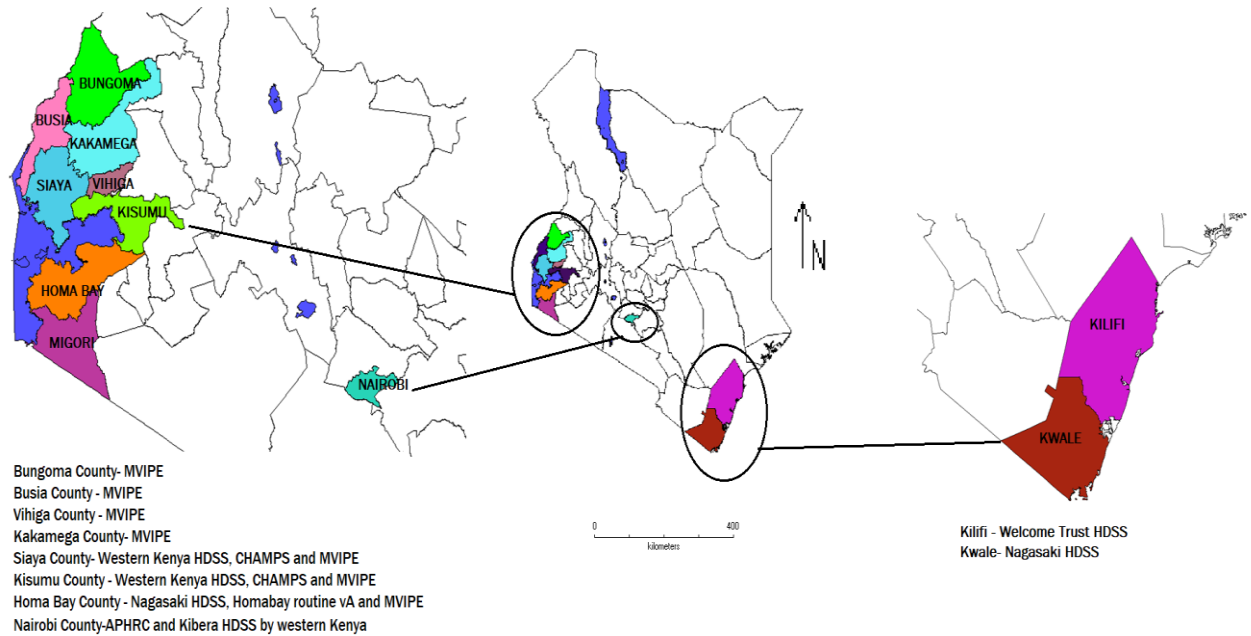 BUNGOMA
BUSIA
KAKAMEGA
SIAYA
VIHIGA
KISUMU
HOMA BAY
MIGORI
NAIROBI
N
KILIFI
KWALE
0 400
kilometers
Bungoma County- MVIPE
Busia County - MVIPE
Vihiga County - MVIPE
Kakamega County- MVIPE
Siaya County- Western Kenya HDSS, CHAMPS and MVIPE
Kisumu County - Western Kenya HDSS, CHAMPS and MVIPE
Homa Bay County - Nagasaki HDSS, Homabay routine vA and MVIPE
Nairobi County-APHRC and Kibera HDSS by western Kenya
Kilifi - Welcome Trust HDSS
Kwale- Nagasaki HDSS